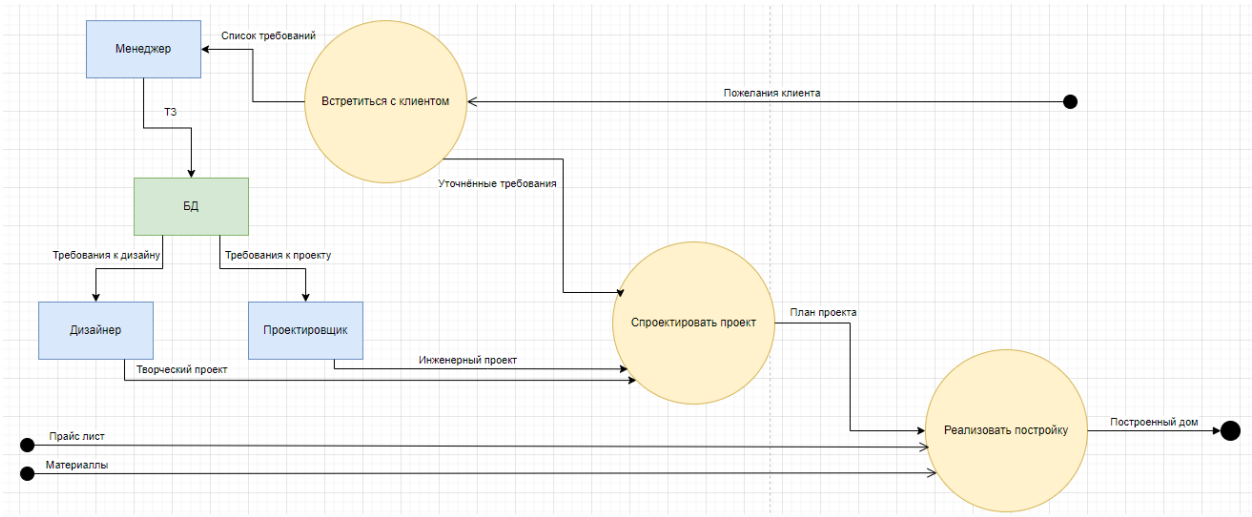 Список требований
Менеджер
Встретиться с клиентом
Пожелания клиента
ТЗ
Уточнённые требования
БД
Требования к дизайну
Требования к проекту
Дизайнер
Проектировщик
Спроектировать проект
План проекта
Инженерный проект
Творческий проект
Прайс лист
Реализовать постройку
Построенный дом
Материаллы